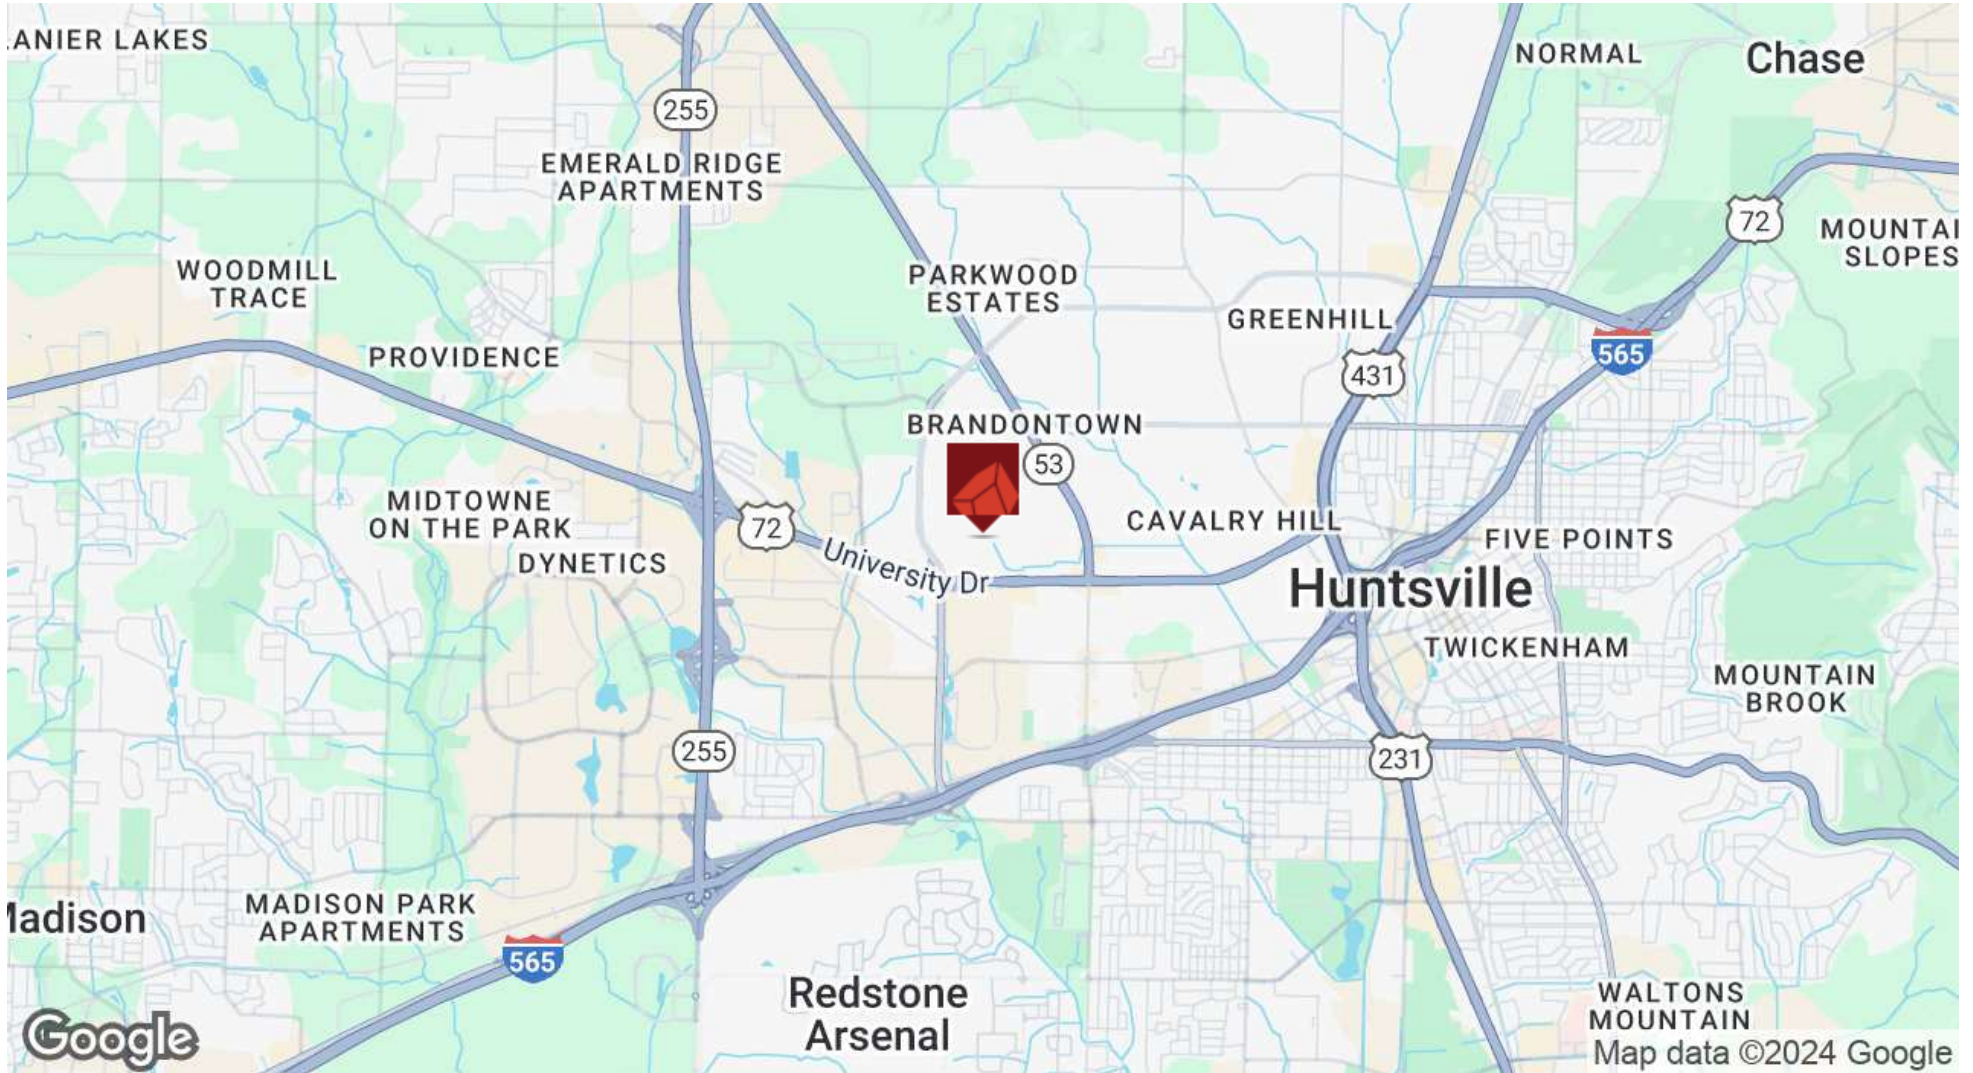 LANIER LAKES
NORMAL
Chase
255
EMERALD RIDGE
APARTMENTS
72
MOUNTAI
SLOPES
WOODMILL
TRACE
PARKWOOD
ESTATES
GREENHILL
565
PROVIDENCE
431
BRANDONTOWN
53
MIDTOWNE
ON THE PARK
72
CAVALRY HILL
DYNETICS
University Dr
FIVE POINTS
Huntsville
TWICKENHAM
MOUNTAIN
BROOK
255
231
MADISON PARK
APARTMENTS
Madison
565
Redstone
Arsenal
WALTONS
MOUNTAIN
Google
Map data ©2024 Google